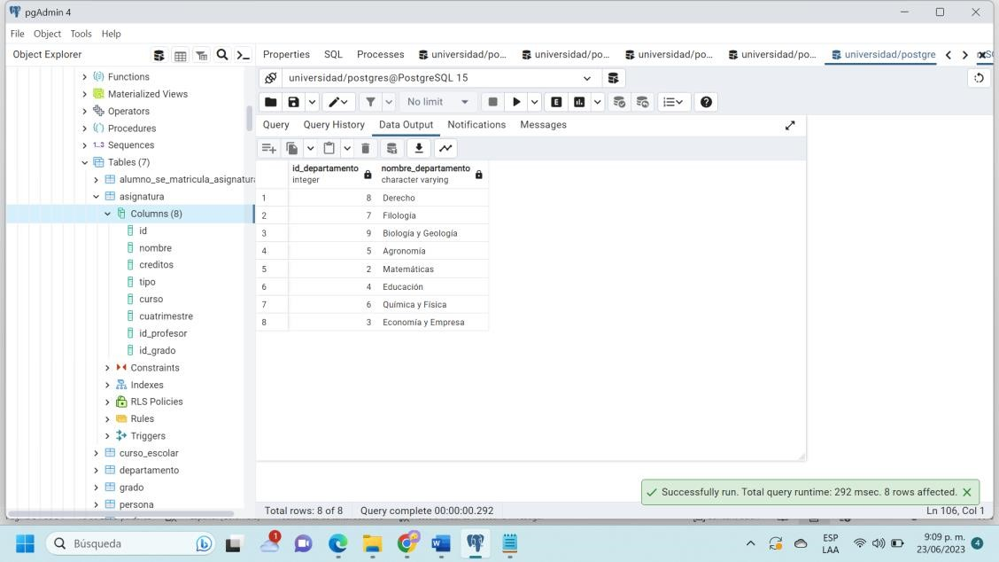 pgAdmin 4
File Object Tools Help
Object Explorer
Properties SQL Processes universidad/po... universidad/po... universidad/po... universidad/po... universidad/postgre
universidad/postgres@PostgreSQL 15
No limit
Query Query History Data Output Notifications Messages
Functions
Materialized Views
Operators
Procedures
1..3 Sequences
Tables (7)
alumno_se_matricula_asignatura
asignatura
Columns (8)
id
nombre
creditos
tipo
curso
cuatrimestre
id_profesor
id_grado
Constraints
Indexes
RLS Policies
Rules
Triggers
curso_escolar
departamento
grado
persona
id_departamento nombre_departamento
integer character varying
1 8 Derecho
2 7 Filología
3 9 Biología y Geología
4 5 Agronomía
5 2 Matemáticas
6 4 Educación
7 6 Química y Física
8 3 Economía y Empresa
Successfully run. Total query runtime: 292 msec. 8 rows affected.
Total rows: 8 of 8 Query complete 00:00:00.292 Ln 106, Col 1
Búsqueda
1
ESP
LAA
9:09 p. m.
23/06/2023
4